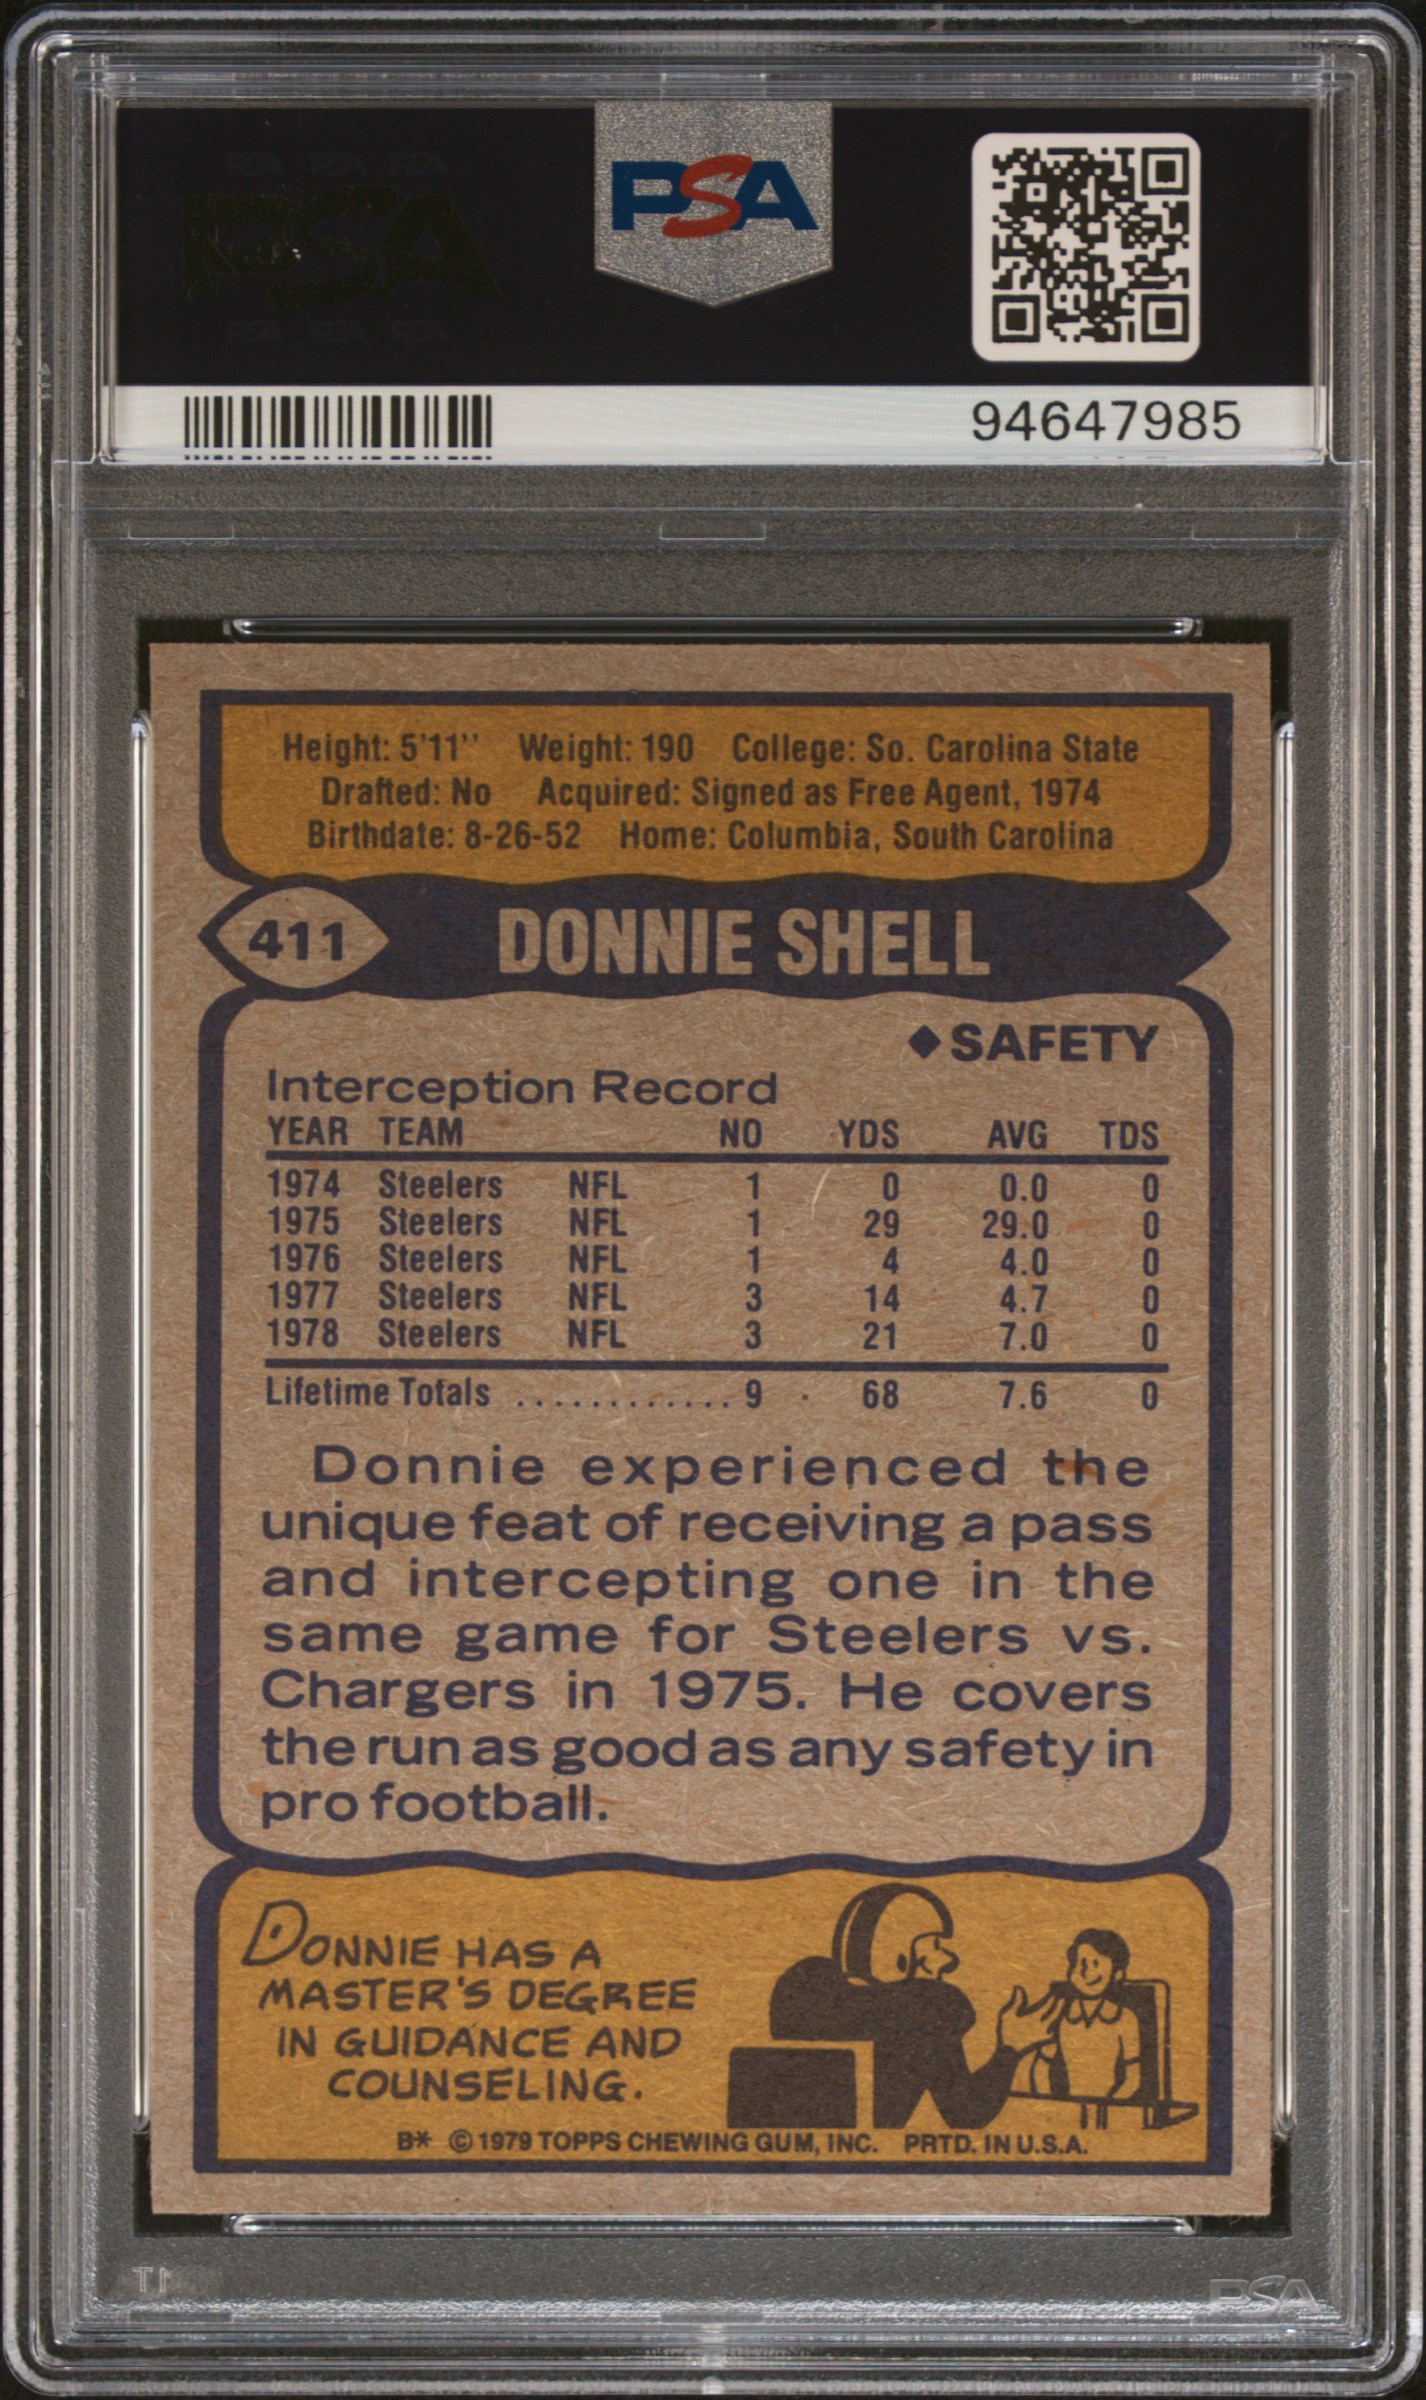 PSA
94647985
Height: 5'11" Weight: 190 College: So. Carolina State
Drafted: No Acquired: Signed as Free Agent, 1974
Birthdate: 8-26-52 Home: Columbia, South Carolina
411 DONNIE SHELL
◆SAFETY
Interception Record
YEAR TEAM NO YDS AVG TDS
1974 Steelers NFL 1 0 0.0 0
1975 Steelers NFL 1 29 29.0 0
1976 Steelers NFL 1 4 4.0 0
1977 Steelers NFL 3 14 4.7 0
1978 Steelers NFL 3 21 7.0 0
Lifetime Totals ............. 9 68 7.6 0
Donnie experienced the
unique feat of receiving a pass
and intercepting one in the
same game for Steelers vs.
Chargers in 1975. He covers
the run as good as any safety in
pro football.
DONNIE HAS A
MASTER'S DEGREE
IN GUIDANCE AND
COUNSELING.
B* © 1979 TOPPS CHEWING GUM, INC. PRTD. IN U.S.A.
PSA